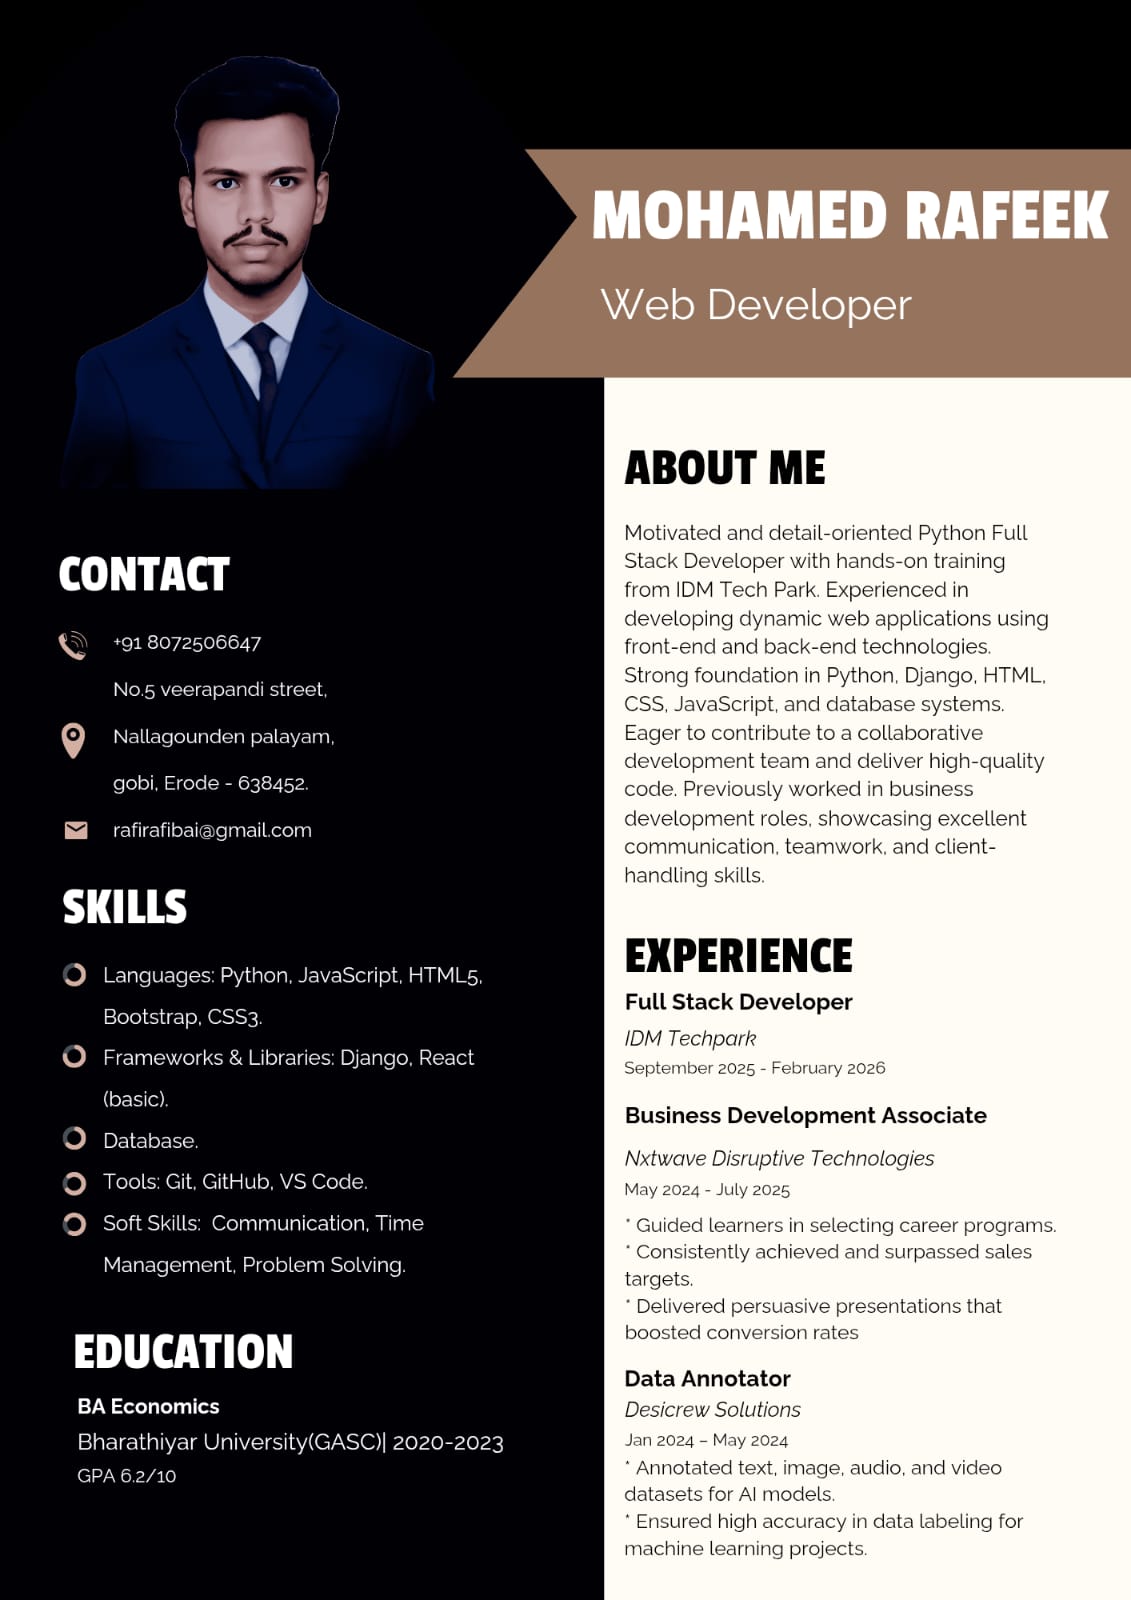 MOHAMED RAFEEK
Web Developer
CONTACT
+91 8072506647
No.5 veerapandi street,
Nallagounden palayam,
gobi, Erode - 638452.
rafirafibai@gmail.com
SKILLS
Languages: Python, JavaScript, HTML5,
Bootstrap, CSS3.
Frameworks & Libraries: Django, React
(basic).
Database.
Tools: Git, GitHub, VS Code.
Soft Skills:  Communication, Time
Management, Problem Solving.
EDUCATION
BA Economics
Bharathiyar University(GASC)| 2020-2023
GPA 6.2/10
ABOUT ME
Motivated and detail-oriented Python Full
Stack Developer with hands-on training
from IDM Tech Park. Experienced in
developing dynamic web applications using
front-end and back-end technologies.
Strong foundation in Python, Django, HTML,
CSS, JavaScript, and database systems.
Eager to contribute to a collaborative
development team and deliver high-quality
code. Previously worked in business
development roles, showcasing excellent
communication, teamwork, and client-
handling skills.
EXPERIENCE
Full Stack Developer
IDM Techpark
September 2025 - February 2026
Business Development Associate
Nxtwave Disruptive Technologies
May 2024 - July 2025
* Guided learners in selecting career programs.
* Consistently achieved and surpassed sales
targets.
* Delivered persuasive presentations that
boosted conversion rates
Data Annotator
Desicrew Solutions
Jan 2024 – May 2024
* Annotated text, image, audio, and video
datasets for AI models.
* Ensured high accuracy in data labeling for
machine learning projects.